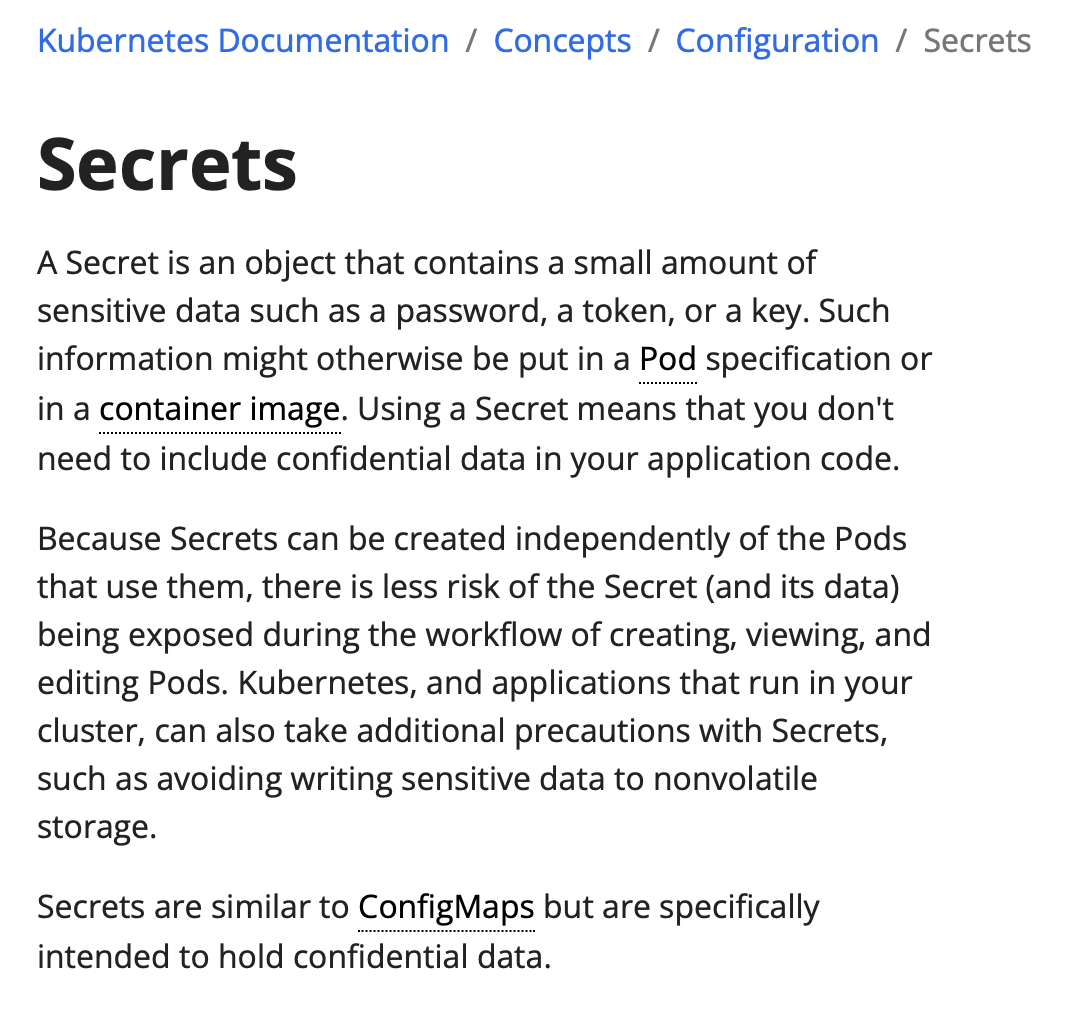 Kubernetes Documentation / Concepts / Configuration / Secrets
Secrets
A Secret is an object that contains a small amount of
sensitive data such as a password, a token, or a key. Such
information might otherwise be put in a Pod specification or
in a container image. Using a Secret means that you don't
need to include confidential data in your application code.
Because Secrets can be created independently of the Pods
that use them, there is less risk of the Secret (and its data)
being exposed during the workflow of creating, viewing, and
editing Pods. Kubernetes, and applications that run in your
cluster, can also take additional precautions with Secrets,
such as avoiding writing sensitive data to nonvolatile
storage.
Secrets are similar to ConfigMaps but are specifically
intended to hold confidential data.